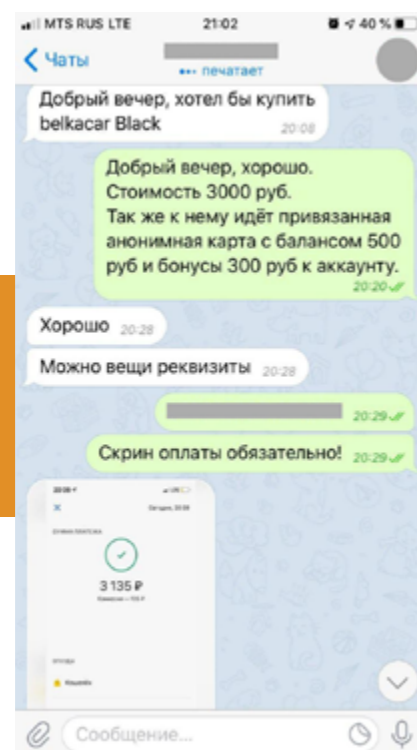 MTS RUS LTE 21:02 40 %
Чаты
печатает
Добрый вечер, хотел бы купить
belkacar Black 20:08
Добрый вечер, хорошо.
Стоимость 3000 руб.
Так же к нему идёт привязанная
анонимная карта с балансом 500
руб и бонусы 300 руб к аккаунту.
20:20
Хорошо 20:28
Можно вещи реквизиты 20:28
20:29
Скрин оплаты обязательно! 20:29
3 135 ₽
Сообщение...